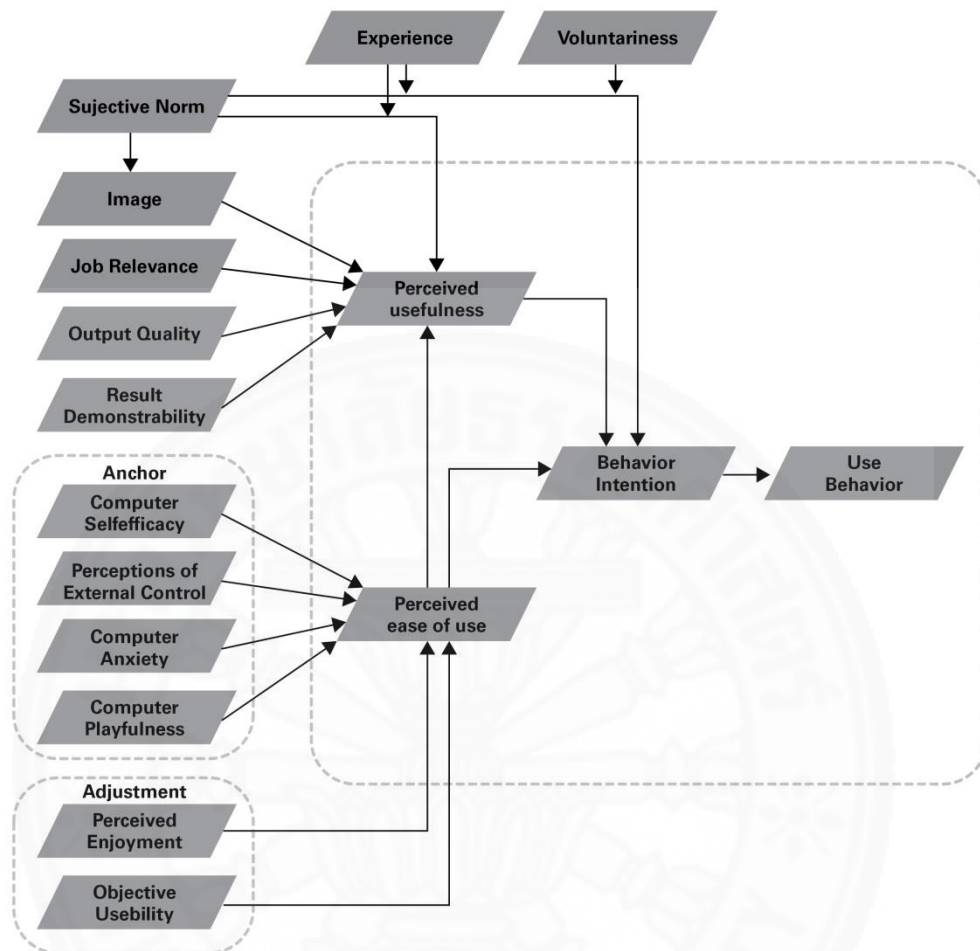 Experience
Voluntariness
Sujective Norm
Image
Job Relevance
Output Quality
Result
Demonstrability
Perceived
usefulness
Behavior
Intention
Use
Behavior
Anchor
Computer
Selfefficacy
Perceptions of
External Control
Computer
Anxiety
Computer
Playfulness
Perceived
ease of use
Adjustment
Perceived
Enjoyment
Objective
Usebility